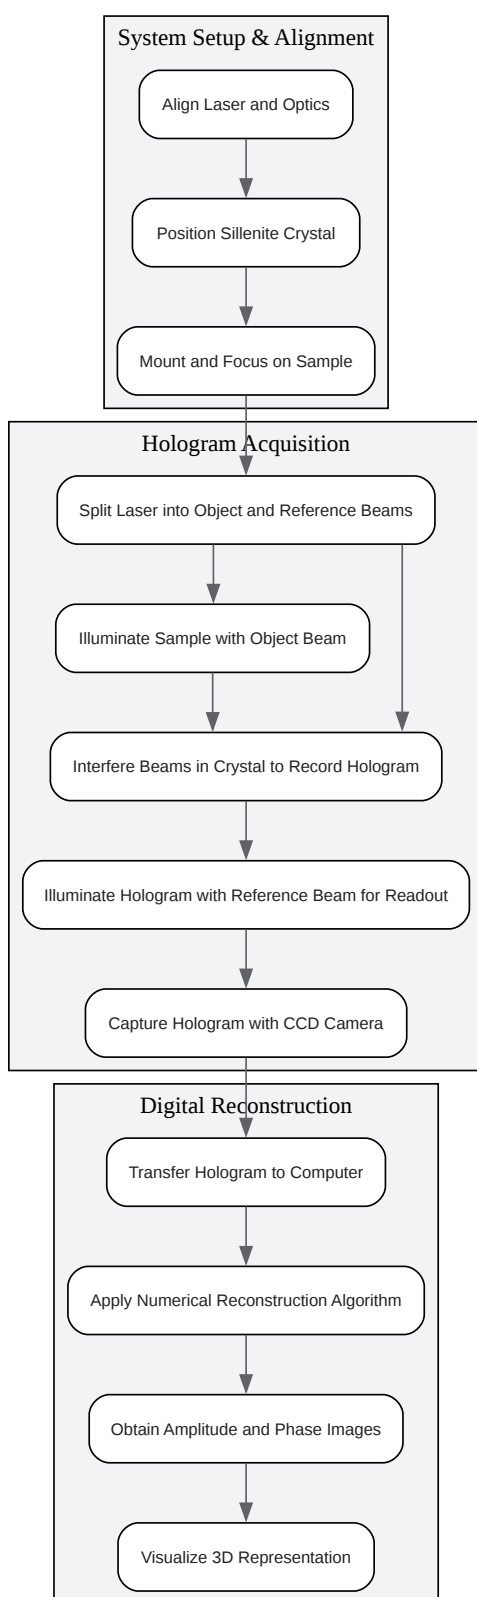 System Setup & Alignment
Align Laser and Optics
Position Sillenite Crystal
Mount and Focus on Sample
Hologram Acquisition
Split Laser into Object and Reference Beams
Illuminate Sample with Object Beam
Interfere Beams in Crystal to Record Hologram
Illuminate Hologram with Reference Beam for Readout
Capture Hologram with CCD Camera
Digital Reconstruction
Transfer Hologram to Computer
Apply Numerical Reconstruction Algorithm
Obtain Amplitude and Phase Images
Visualize 3D Representation